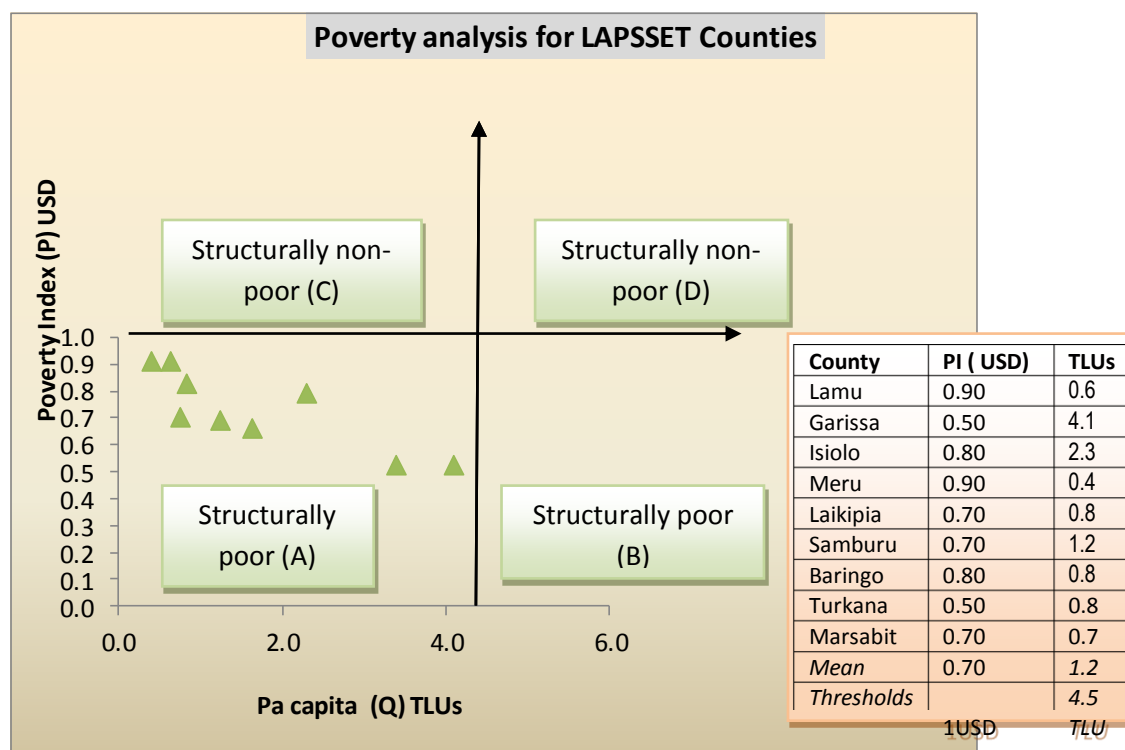 Poverty analysis for LAPSSET Counties
Poverty Index (P) USD
Structurally non-
poor (C)
Structurally non-
poor (D)
1.0
0.9
0.8
0.7
0.6
0.5
0.4
0.3
0.2
0.1
0.0
Structurally
poor (A)
Structurally poor
(B)
0.0 2.0 4.0 6.0
Pa capita (Q) TLUs
County PI ( USD) TLUs
Lamu 0.90 0.6
Garissa 0.50 4.1
Isiolo 0.80 2.3
Meru 0.90 0.4
Laikipia 0.70 0.8
Samburu 0.70 1.2
Baringo 0.80 0.8
Turkana 0.50 0.8
Marsabit 0.70 0.7
Mean 0.70 1.2
Thresholds 4.5
1USD TLU